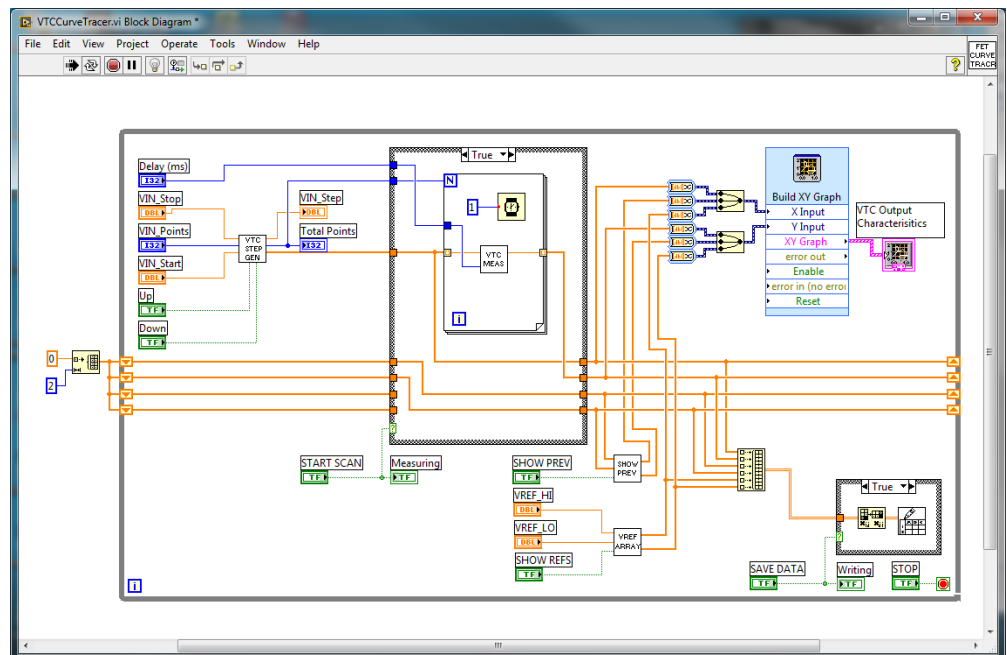 VTCCurveTracer.vi Block Diagram *
File Edit View Project Operate Tools Window Help
FET
CURVE
TRACR
Delay (ms)
I32
VIN_Stop
DBL
VIN_Points
I32
VIN_Start
DBL
Up
TF
Down
TF
VTC
STEP
GEN
VIN_Step
DBL
Total Points
I32
True
N
1
VTC
MEAS
i
Build XY Graph
X Input
Y Input
XY Graph
error out
Enable
error in (no erro
Reset
VTC Output
Characterisitics
0
2
?
START SCAN
TF
Measuring
TF
SHOW PREV
TF
SHOW
PREV
VREF_HI
DBL
VREF_LO
DBL
SHOW REFS
TF
VREF
ARRAY
True
?
SAVE DATA
TF
Writing
TF
STOP
TF
i